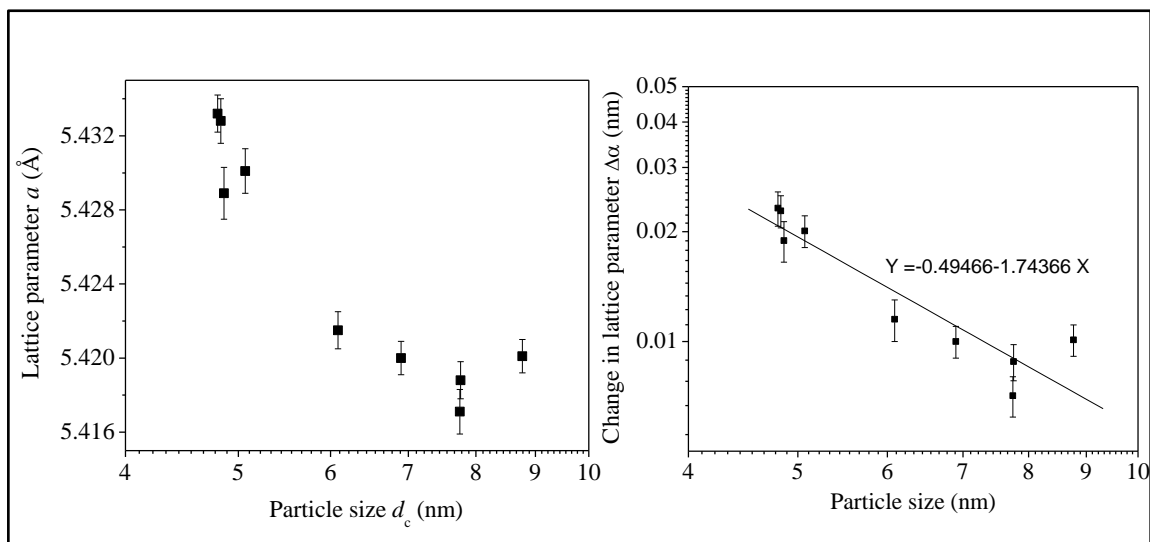 5.432
5.428
5.424
5.420
5.416
Lattice parameter a (Å)
4 5 6 7 8 9 10
Particle size dc (nm)
0.05
0.04
0.03
0.02
0.01
Change in lattice parameter Δα (nm)
Y =-0.49466-1.74366 X
4 5 6 7 8 9 10
Particle size (nm)